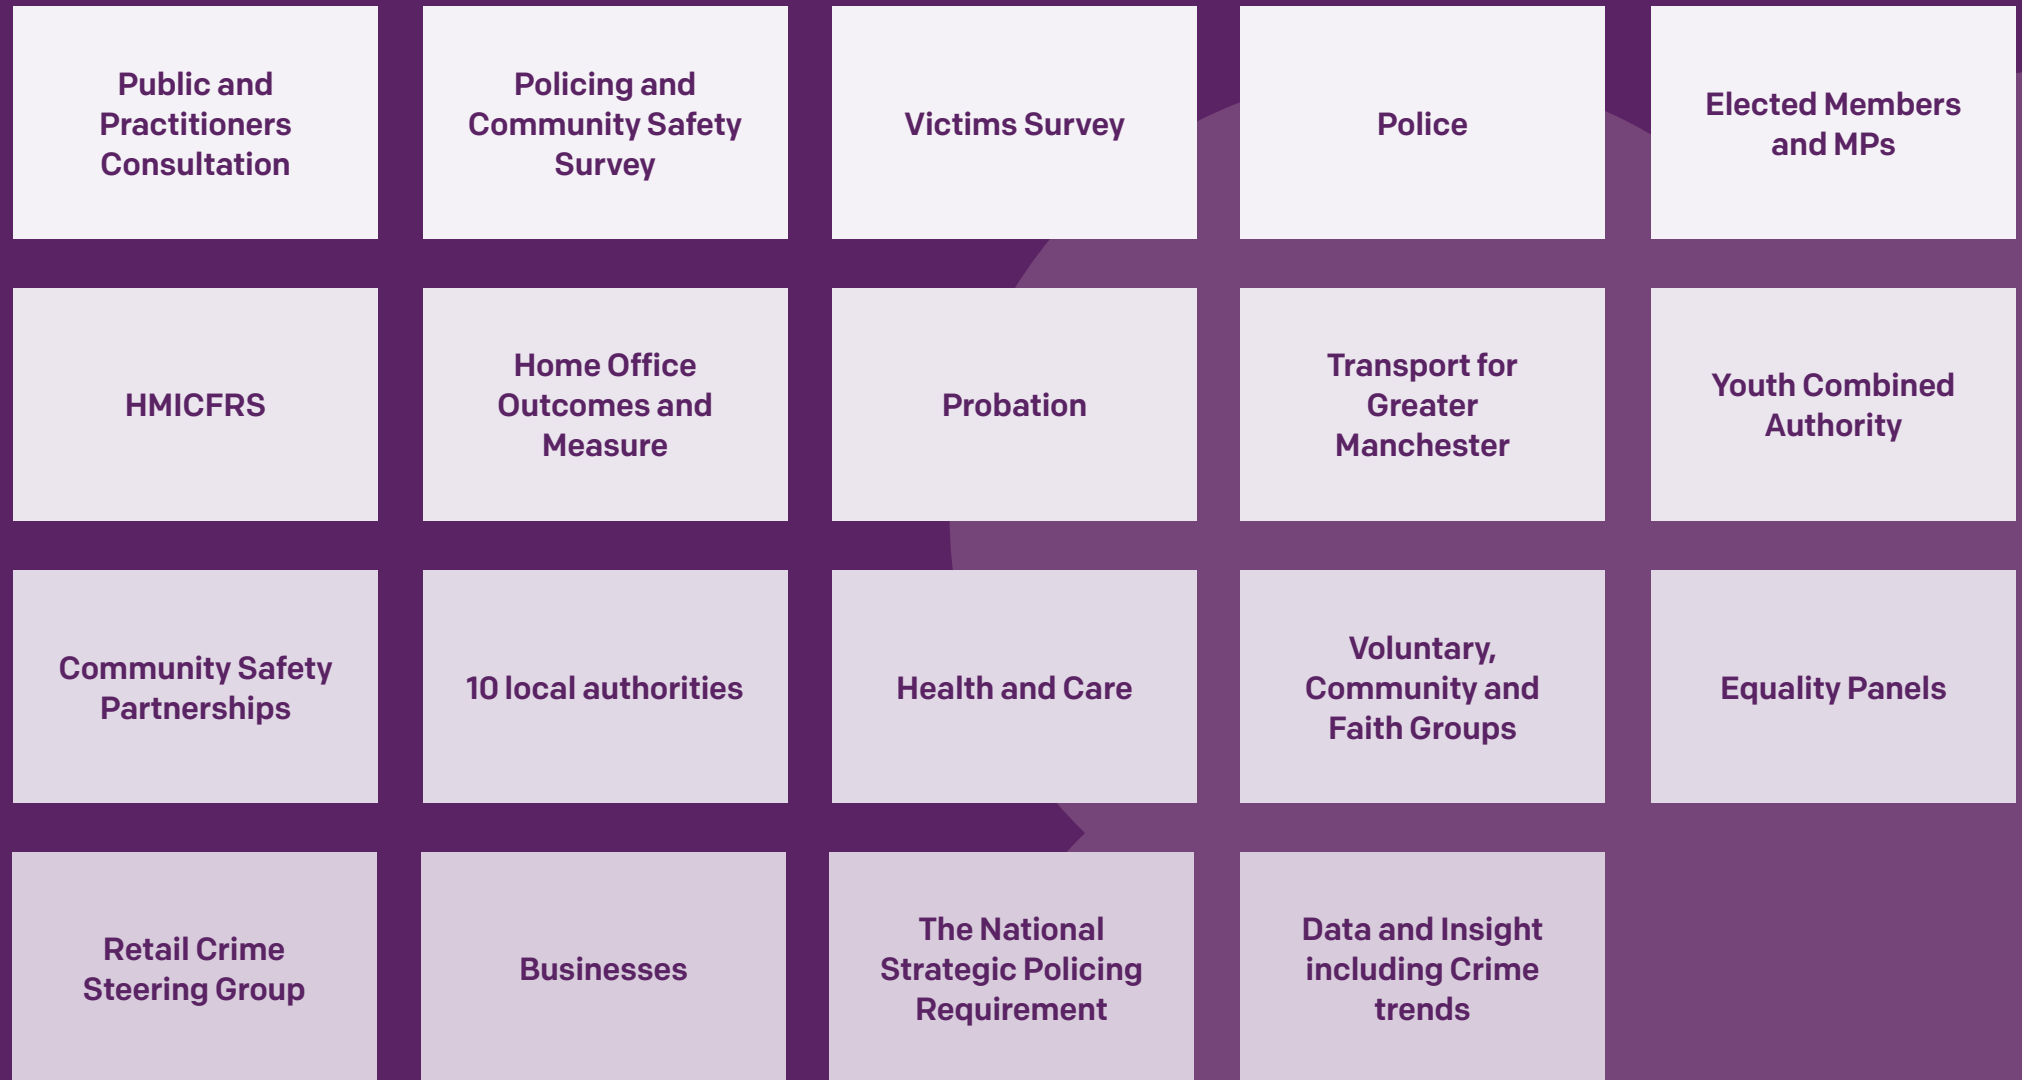 Public and
Practitioners
Consultation
Policing and
Community Safety
Survey
Victims Survey
Police
Elected Members
and MPs
HMICFRS
Home Office
Outcomes and
Measure
Probation
Transport for
Greater
Manchester
Youth Combined
Authority
Community Safety
Partnerships
10 local authorities
Health and Care
Voluntary,
Community and
Faith Groups
Equality Panels
Retail Crime
Steering Group
Businesses
The National
Strategic Policing
Requirement
Data and Insight
including Crime
trends